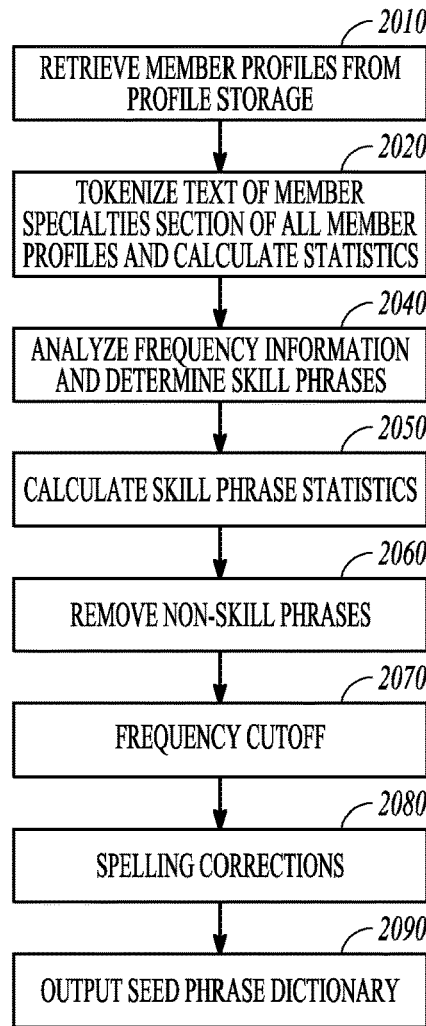 2010
RETRIEVE MEMBER PROFILES FROM
PROFILE STORAGE
2020
TOKENIZE TEXT OF MEMBER
SPECIALTIES SECTION OF ALL MEMBER
PROFILES AND CALCULATE STATISTICS
2040
ANALYZE FREQUENCY INFORMATION
AND DETERMINE SKILL PHRASES
2050
CALCULATE SKILL PHRASE STATISTICS
2060
REMOVE NON-SKILL PHRASES
2070
FREQUENCY CUTOFF
2080
SPELLING CORRECTIONS
2090
OUTPUT SEED PHRASE DICTIONARY